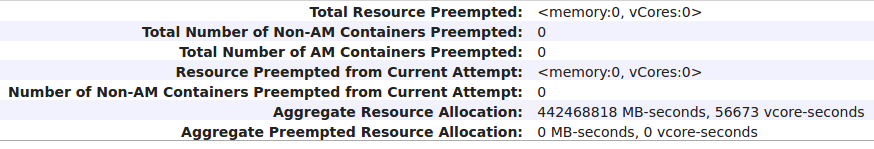 Total Resource Preempted: <memory:0, vCores:0>
Total Number of Non-AM Containers Preempted: 0
Total Number of AM Containers Preempted: 0
Resource Preempted from Current Attempt: <memory:0, vCores:0>
Number of Non-AM Containers Preempted from Current Attempt: 0
Aggregate Resource Allocation: 442468818 MB-seconds, 56673 vcore-seconds
Aggregate Preempted Resource Allocation: 0 MB-seconds, 0 vcore-seconds